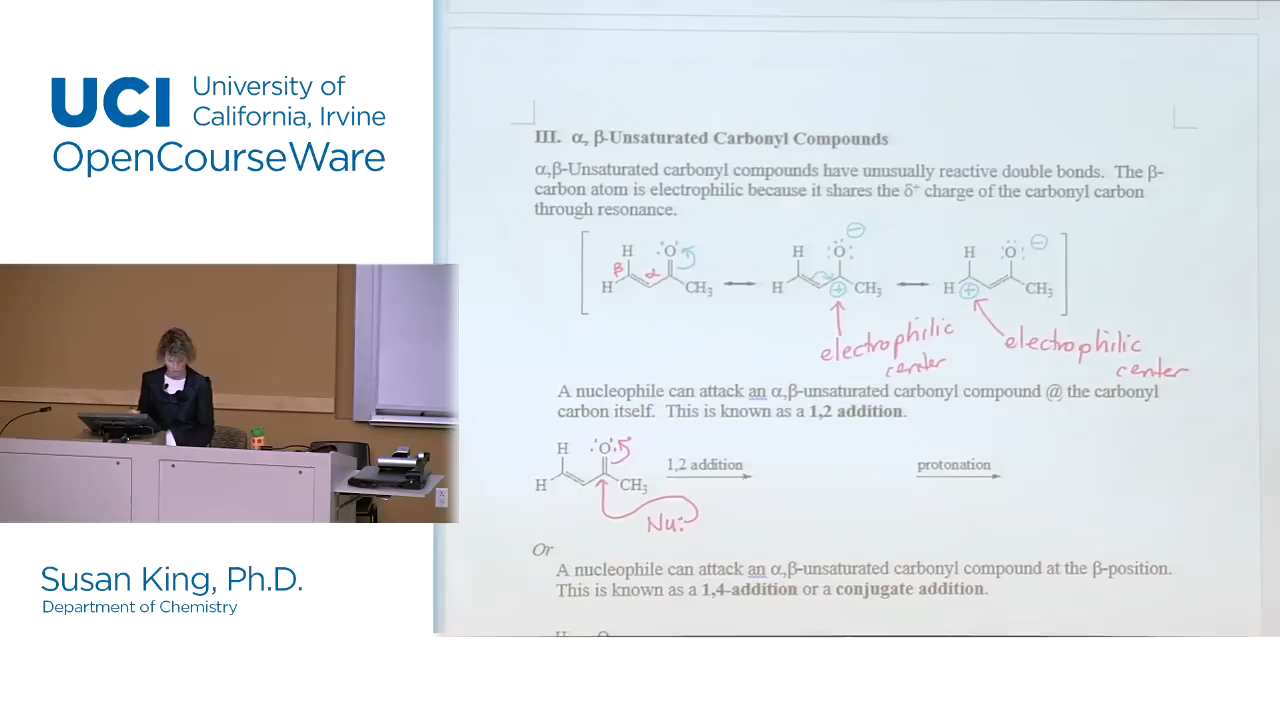 UCI University of
California, Irvine
OpenCourseWare
III. α, β-Unsaturated Carbonyl Compounds
α,β-Unsaturated carbonyl compounds have unusually reactive double bonds. The β-
carbon atom is electrophilic because it shares the δ⁺ charge of the carbonyl carbon
through resonance.
H :O: H :O: ⊖ H :O: ⊖
β α
H CH₃ H ⊕ CH₃ H ⊕ CH₃
electrophilic center
electrophilic center
A nucleophile can attack an α,β-unsaturated carbonyl compound @ the carbonyl
carbon itself. This is known as a 1,2 addition.
H :O:
H CH₃ 1,2 addition protonation
Nu:
Or
A nucleophile can attack an α,β-unsaturated carbonyl compound at the β-position.
This is known as a 1,4-addition or a conjugate addition.
H O
Susan King, Ph.D.
Department of Chemistry